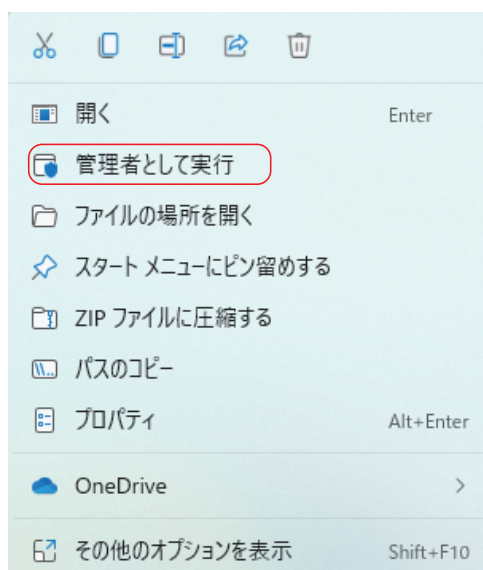 開く Enter
管理者として実行
ファイルの場所を開く
スタート メニューにピン留めする
ZIP ファイルに圧縮する
パスのコピー
プロパティ Alt+Enter
OneDrive
その他のオプションを表示 Shift+F10